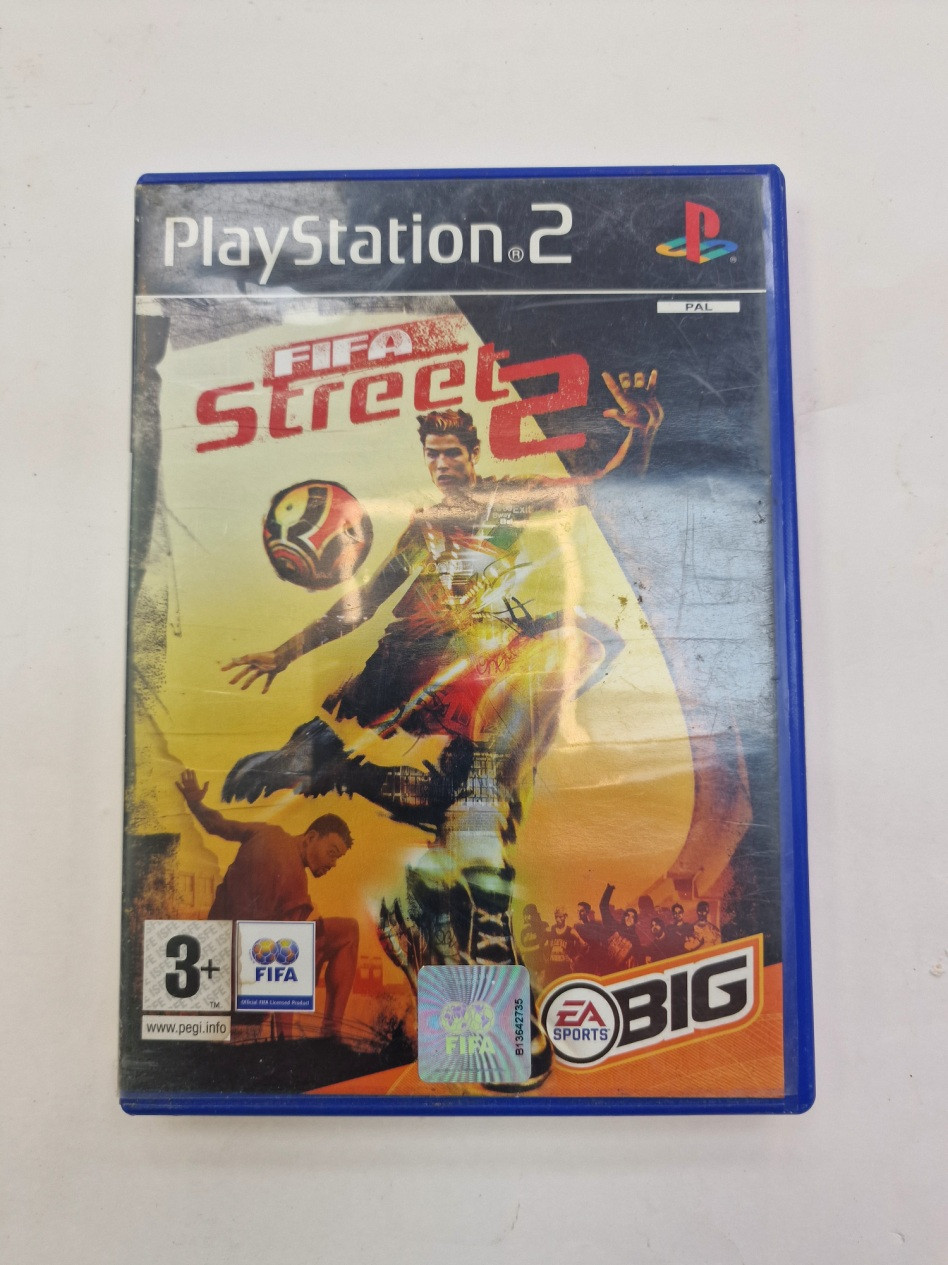 PlayStation®2
PAL
FIFA
Street 2
3+
TM
www.pegi.info
FIFA
Official FIFA Licensed Product
FIFA
B13642735
EA
SPORTS
BIG